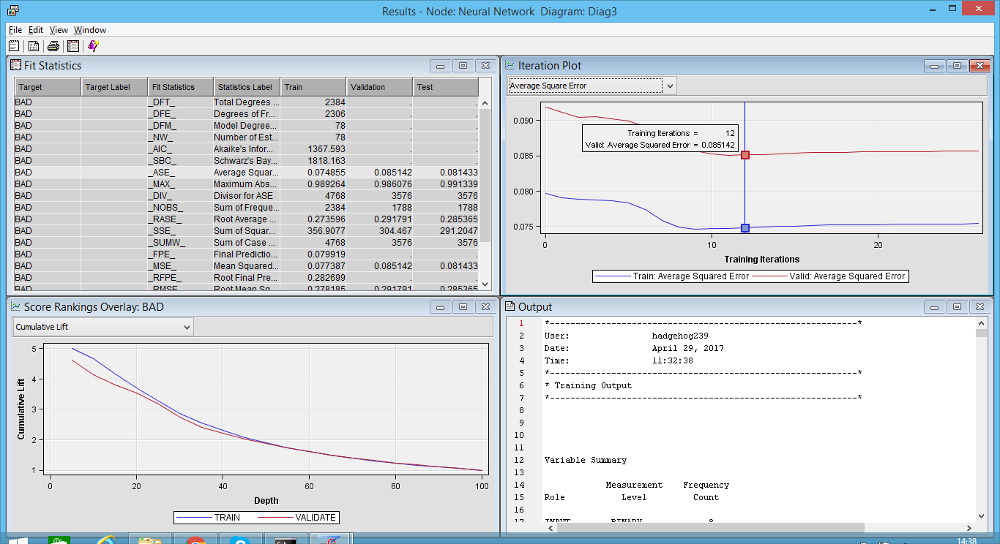 Results - Node: Neural Network Diagram: Diag3
File Edit View Window
Fit Statistics
Target Target Label Fit Statistics Statistics Label Train Validation Test
BAD _DFT_ Total Degrees ... 2384 . .
BAD _DFE_ Degrees of Fr... 2306 . .
BAD _DFM_ Model Degree... 78 . .
BAD _NW_ Number of Est... 78 . .
BAD _AIC_ Akaike's Infor... 1367.593 . .
BAD _SBC_ Schwarz's Bay... 1818.163 . .
BAD _ASE_ Average Squar... 0.074855 0.085142 0.081433
BAD _MAX_ Maximum Abs... 0.989264 0.986076 0.991339
BAD _DIV_ Divisor for ASE 4768 3576 3576
BAD _NOBS_ Sum of Freque... 2384 1788 1788
BAD _RASE_ Root Average ... 0.273596 0.291791 0.285365
BAD _SSE_ Sum of Squar... 356.9077 304.467 291.2047
BAD _SUMW_ Sum of Case ... 4768 3576 3576
BAD _FPE_ Final Predictio... 0.079919 . .
BAD _MSE_ Mean Squared... 0.077387 0.085142 0.081433
BAD _RFPE_ Root Final Pre... 0.282699 . .
BAD _RMSE_ Root Mean Sq... 0.278185 0.291791 0.285365
Iteration Plot
Average Square Error
0.090
0.085
0.080
0.075
Training Iterations = 12
Valid: Average Squared Error = 0.085142
0 10 20
Training Iterations
Train: Average Squared Error Valid: Average Squared Error
Score Rankings Overlay: BAD
Cumulative Lift
Cumulative Lift
5
4
3
2
1
0 20 40 60 80 100
Depth
TRAIN VALIDATE
Output
1 *------------------------------------------------------------*
2 User: hadgehog239
3 Date: April 29, 2017
4 Time: 11:32:38
5 *------------------------------------------------------------*
6 * Training Output
7 *------------------------------------------------------------*
8
9
10
11
12 Variable Summary
13
14 Measurement Frequency
15 Role Level Count
16
17 INPUT BINARY 8
14:38